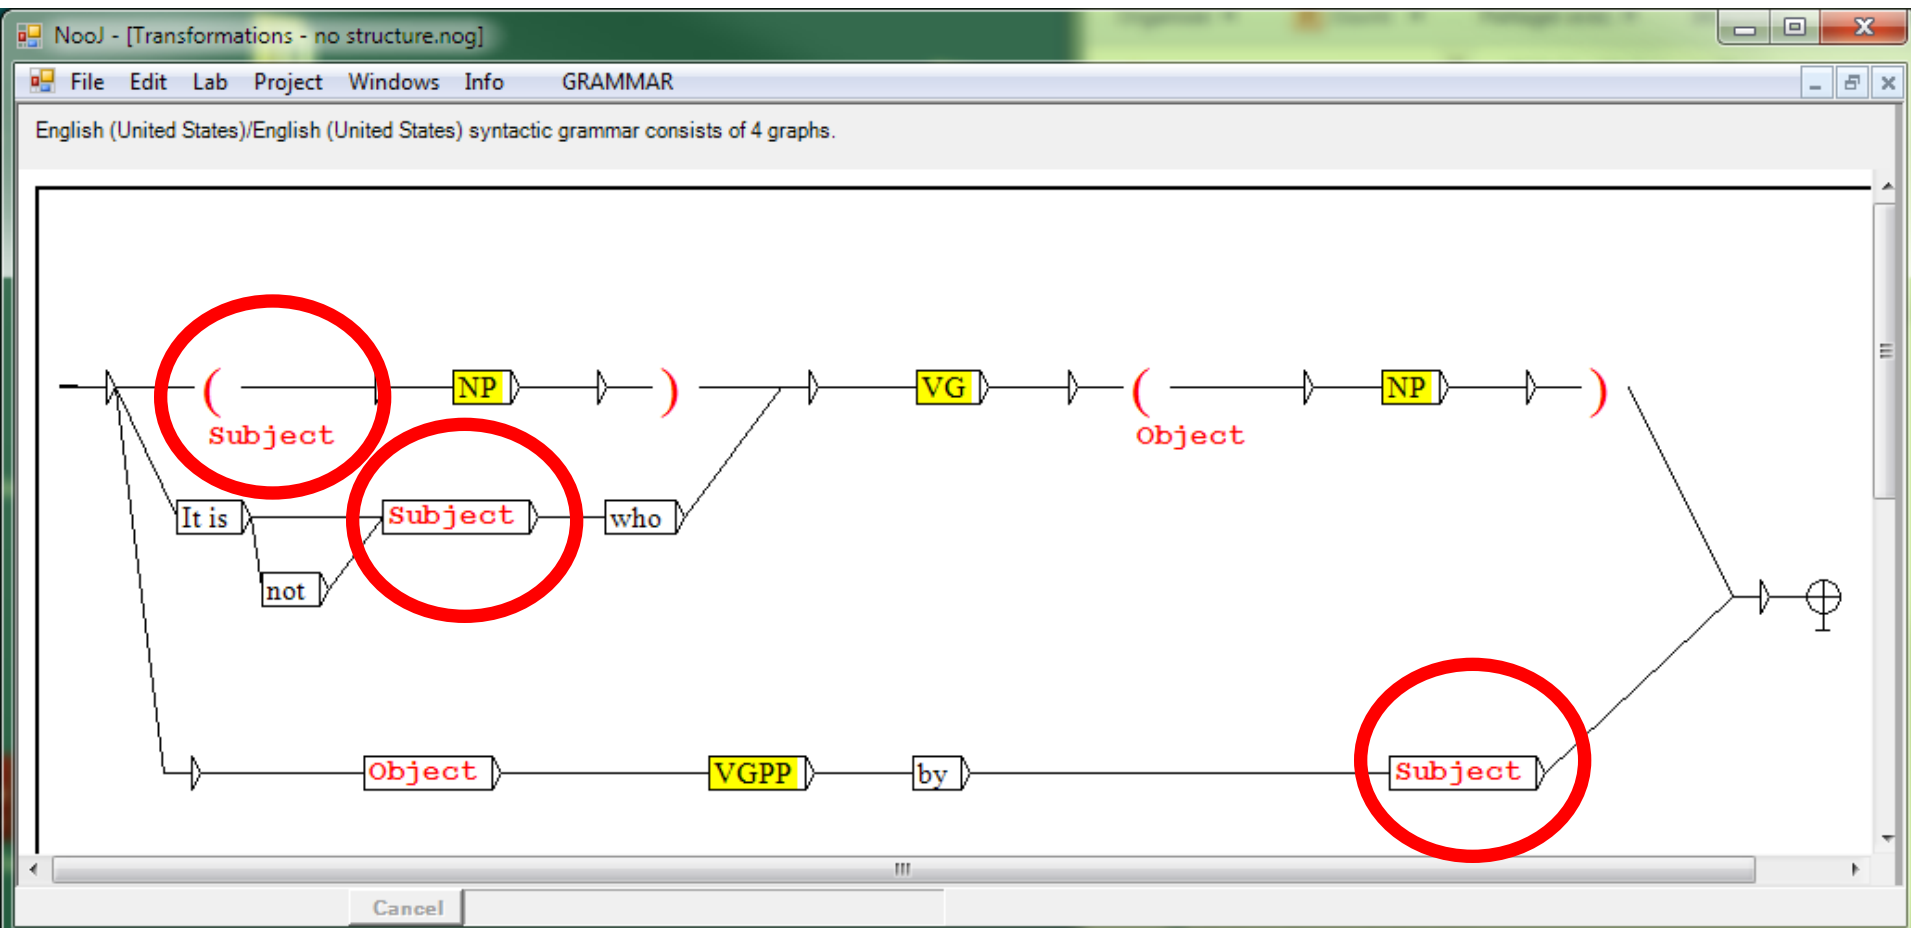 NooJ - [Transformations - no structure.nog]
File Edit Lab Project Windows Info GRAMMAR
English (United States)/English (United States) syntactic grammar consists of 4 graphs.
( NP ) VG ( NP )
Subject Object
It is Subject who
not
Object VGPP by Subject
Cancel